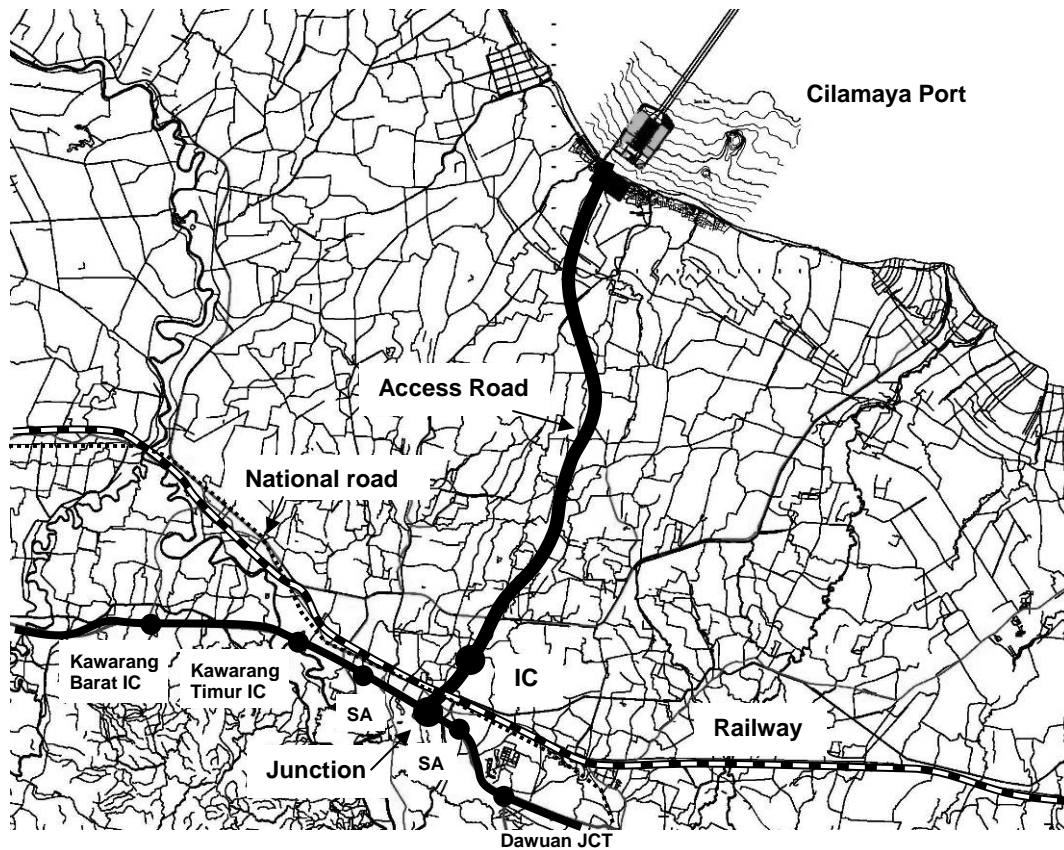 Cilamaya Port
Access Road
National road
Kawarang
Barat IC
Kawarang
Timur IC
IC
SA
Railway
Junction
SA
Dawuan JCT